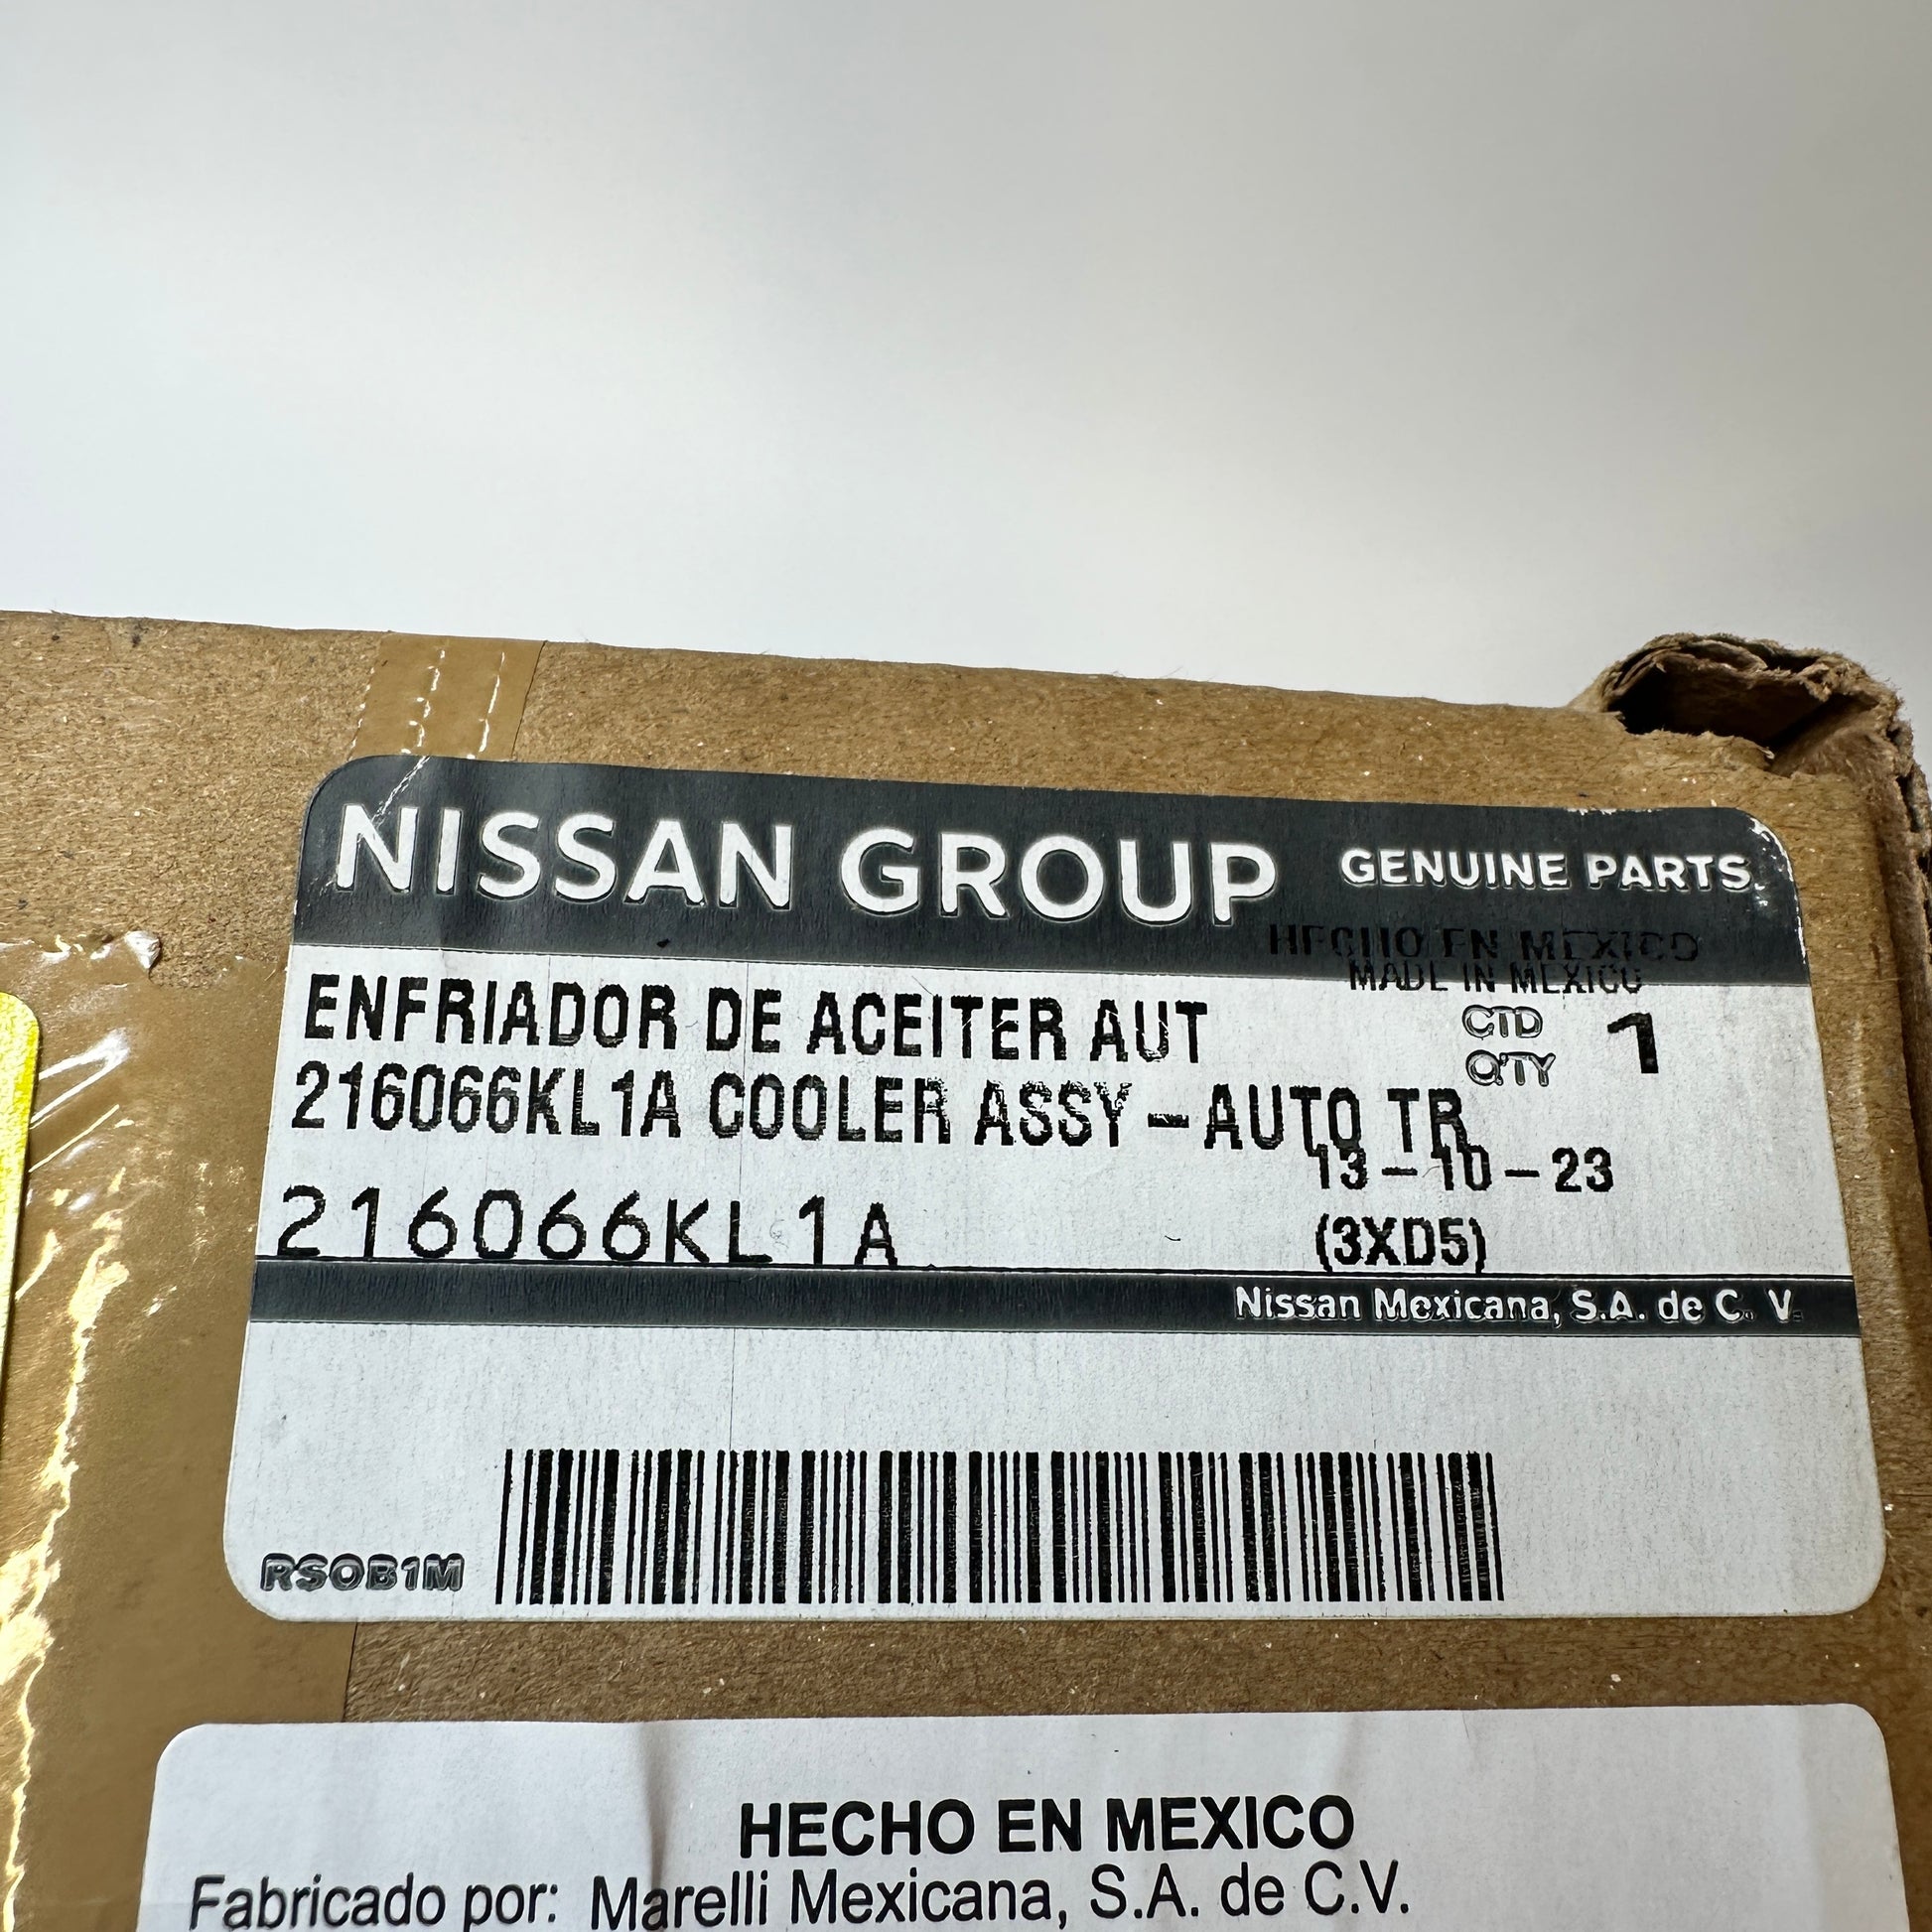 NISSAN GROUP GENUINE PARTS
HECHO EN MEXICO
MADE IN MEXICO
ENFRIADOR DE ACEITER AUT
CTD
Q'TY
1
216066KL1A COOLER ASSY-AUTO TR
13-10-23
216066KL1A
(3XD5)
Nissan Mexicana, S.A. de C. V.
RSOB1M
HECHO EN MEXICO
Fabricado por: Marelli Mexicana, S.A. de C.V.